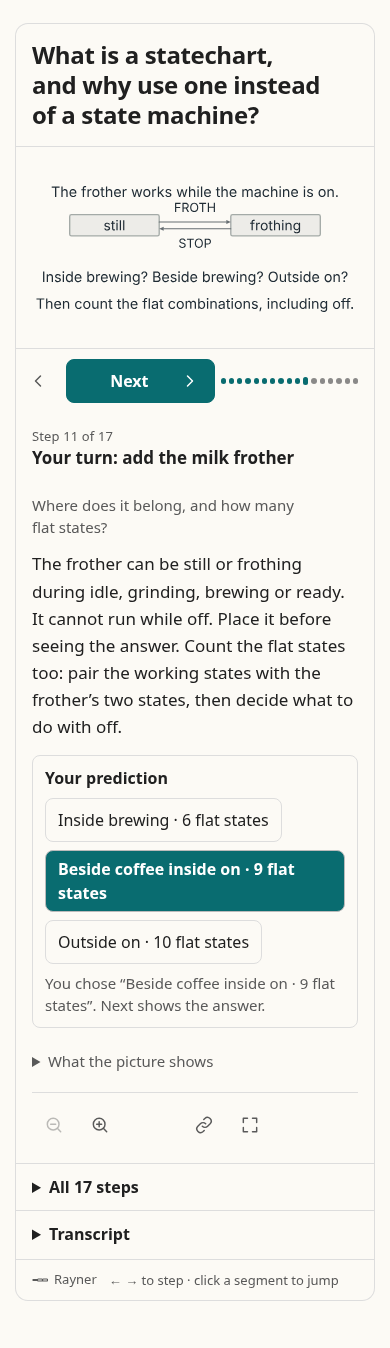 What is a statechart,
and why use one instead
of a state machine?
The frother works while the machine is on.
FROTH
still
frothing
STOP
Inside brewing? Beside brewing? Outside on?
Then count the flat combinations, including off.
Next
Step 11 of 17
Your turn: add the milk frother
Where does it belong, and how many
flat states?
The frother can be still or frothing
during idle, grinding, brewing or ready.
It cannot run while off. Place it before
seeing the answer. Count the flat states
too: pair the working states with the
frother’s two states, then decide what to
do with off.
Your prediction
Inside brewing · 6 flat states
Beside coffee inside on · 9 flat
states
Outside on · 10 flat states
You chose “Beside coffee inside on · 9 flat
states”. Next shows the answer.
What the picture shows
All 17 steps
Transcript
Rayner ← → to step · click a segment to jump